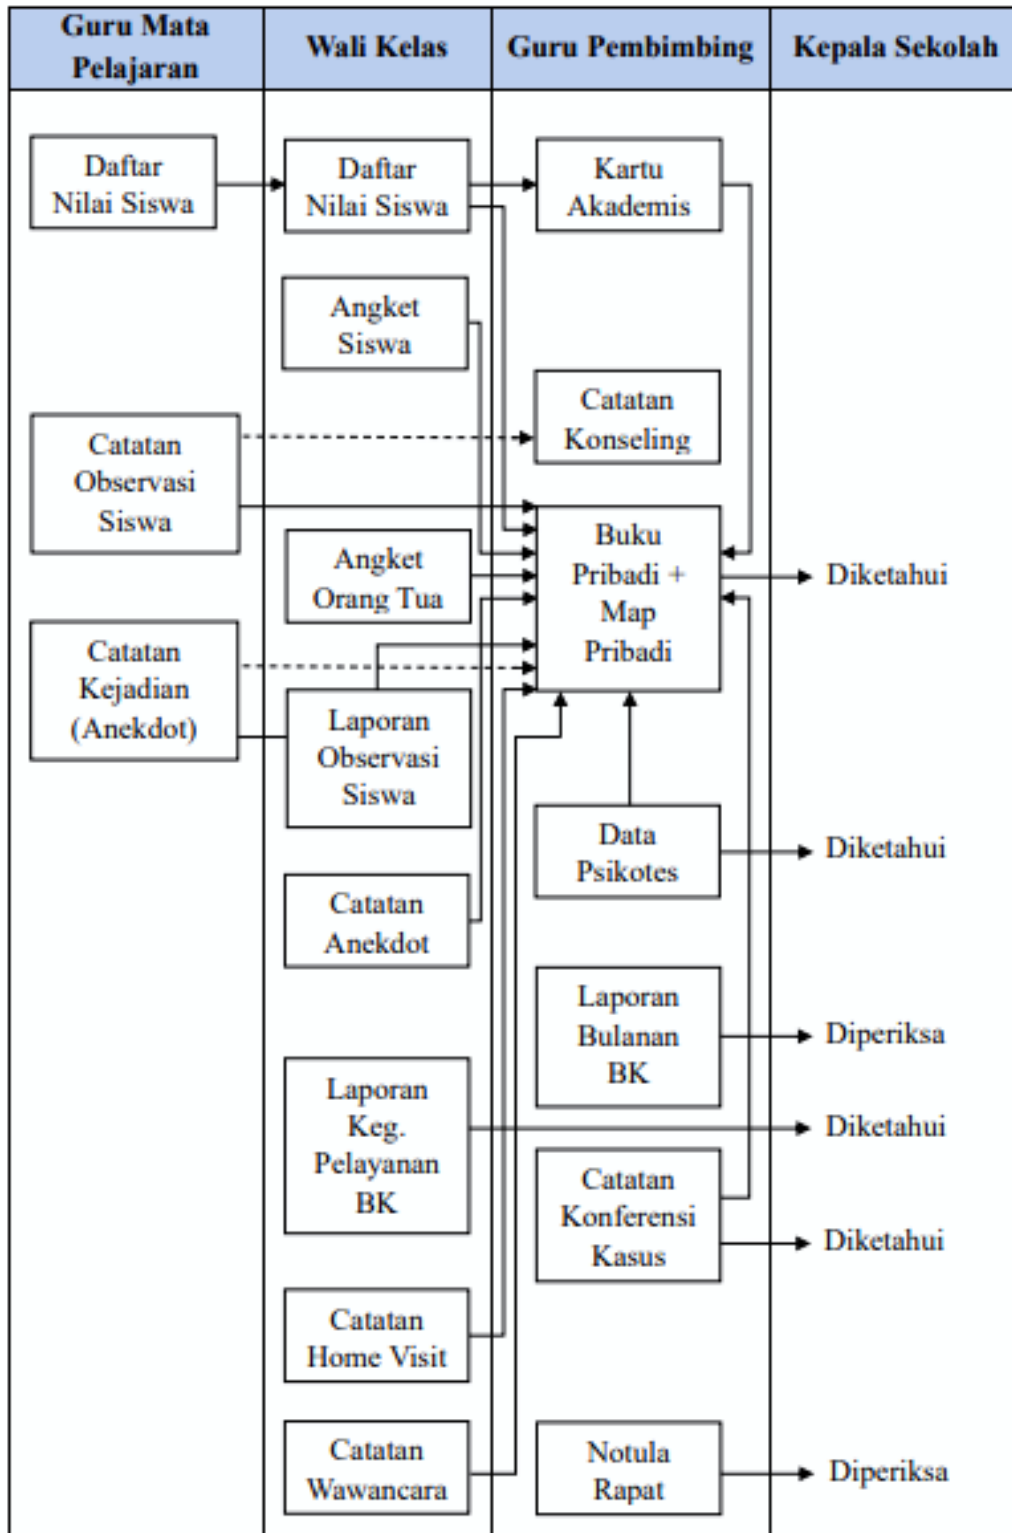 Guru Mata
Pelajaran
Wali Kelas
Guru Pembimbing
Kepala Sekolah
Daftar
Nilai Siswa
Daftar
Nilai Siswa
Kartu
Akademis
Angket
Siswa
Catatan
Konseling
Catatan
Observasi
Siswa
Angket
Orang Tua
Buku
Pribadi +
Map
Pribadi
Diketahui
Catatan
Kejadian
(Anekdot)
Laporan
Observasi
Siswa
Data
Psikotes
Diketahui
Catatan
Anekdot
Laporan
Bulanan
BK
Diperiksa
Laporan
Keg.
Pelayanan
BK
Diketahui
Catatan
Konferensi
Kasus
Diketahui
Catatan
Home Visit
Catatan
Wawancara
Notula
Rapat
Diperiksa